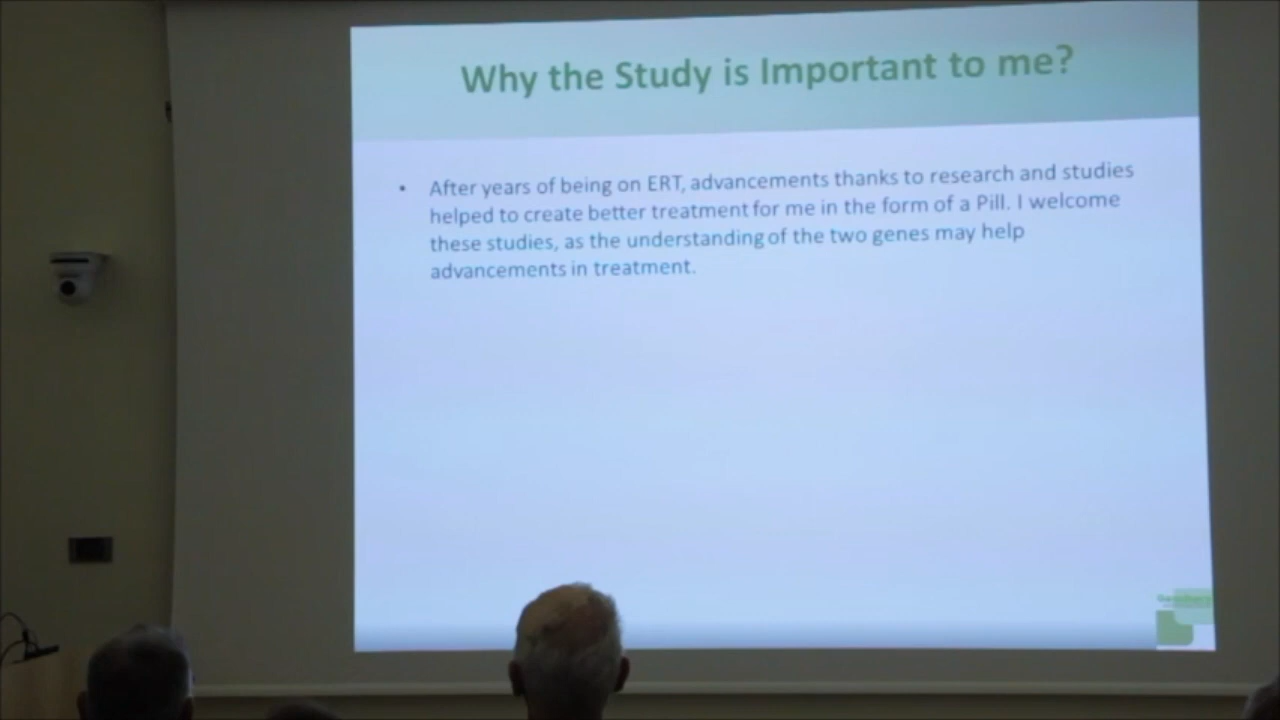 Why the Study is Important to me?
• After years of being on ERT, advancements thanks to research and studies
helped to create better treatment for me in the form of a Pill. I welcome
these studies, as the understanding of the two genes may help
advancements in treatment.